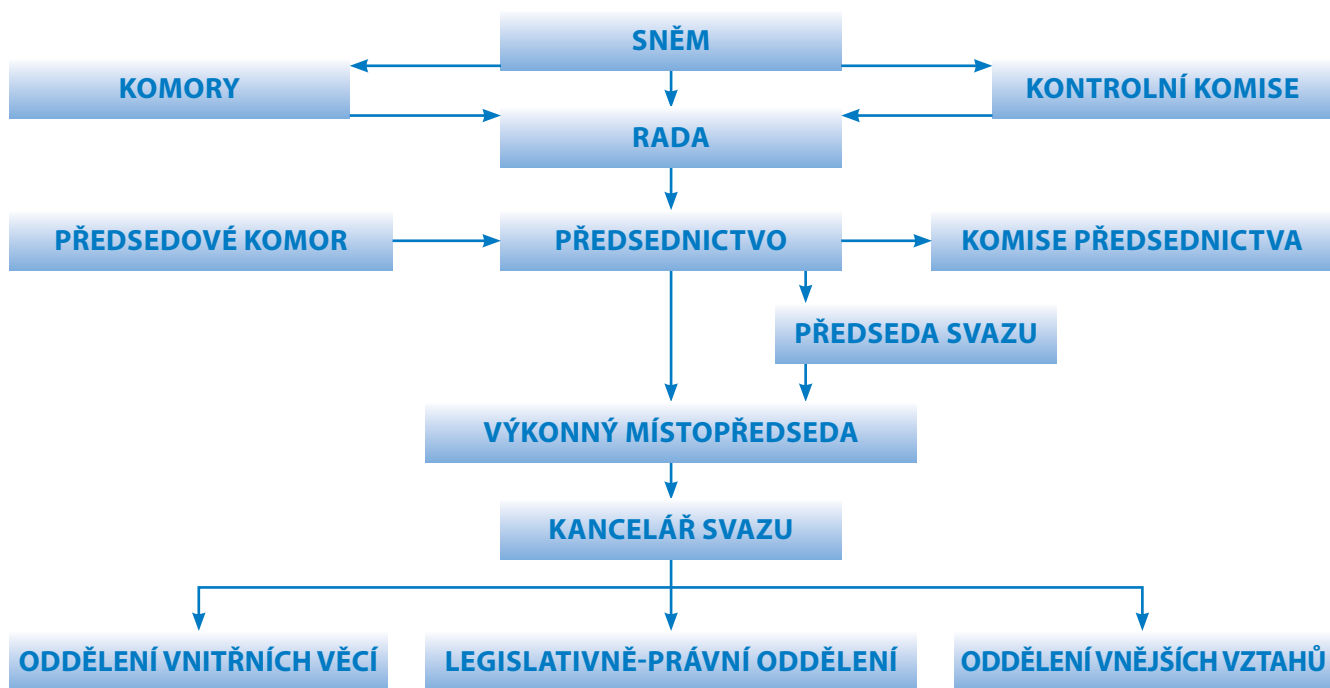 SNĚM
KOMORY
KONTROLNÍ KOMISE
RADA
PŘEDSEDOVÉ KOMOR
PŘEDSEDNICTVO
KOMISE PŘEDSEDNICTVA
PŘEDSEDA SVAZU
VÝKONNÝ MÍSTOPŘEDSEDA
KANCELÁŘ SVAZU
ODDĚLENÍ VNITŘNÍCH VĚCÍ
LEGISLATIVNĚ-PRÁVNÍ ODDĚLENÍ
ODDĚLENÍ VNĚJŠÍCH VZTAHŮ